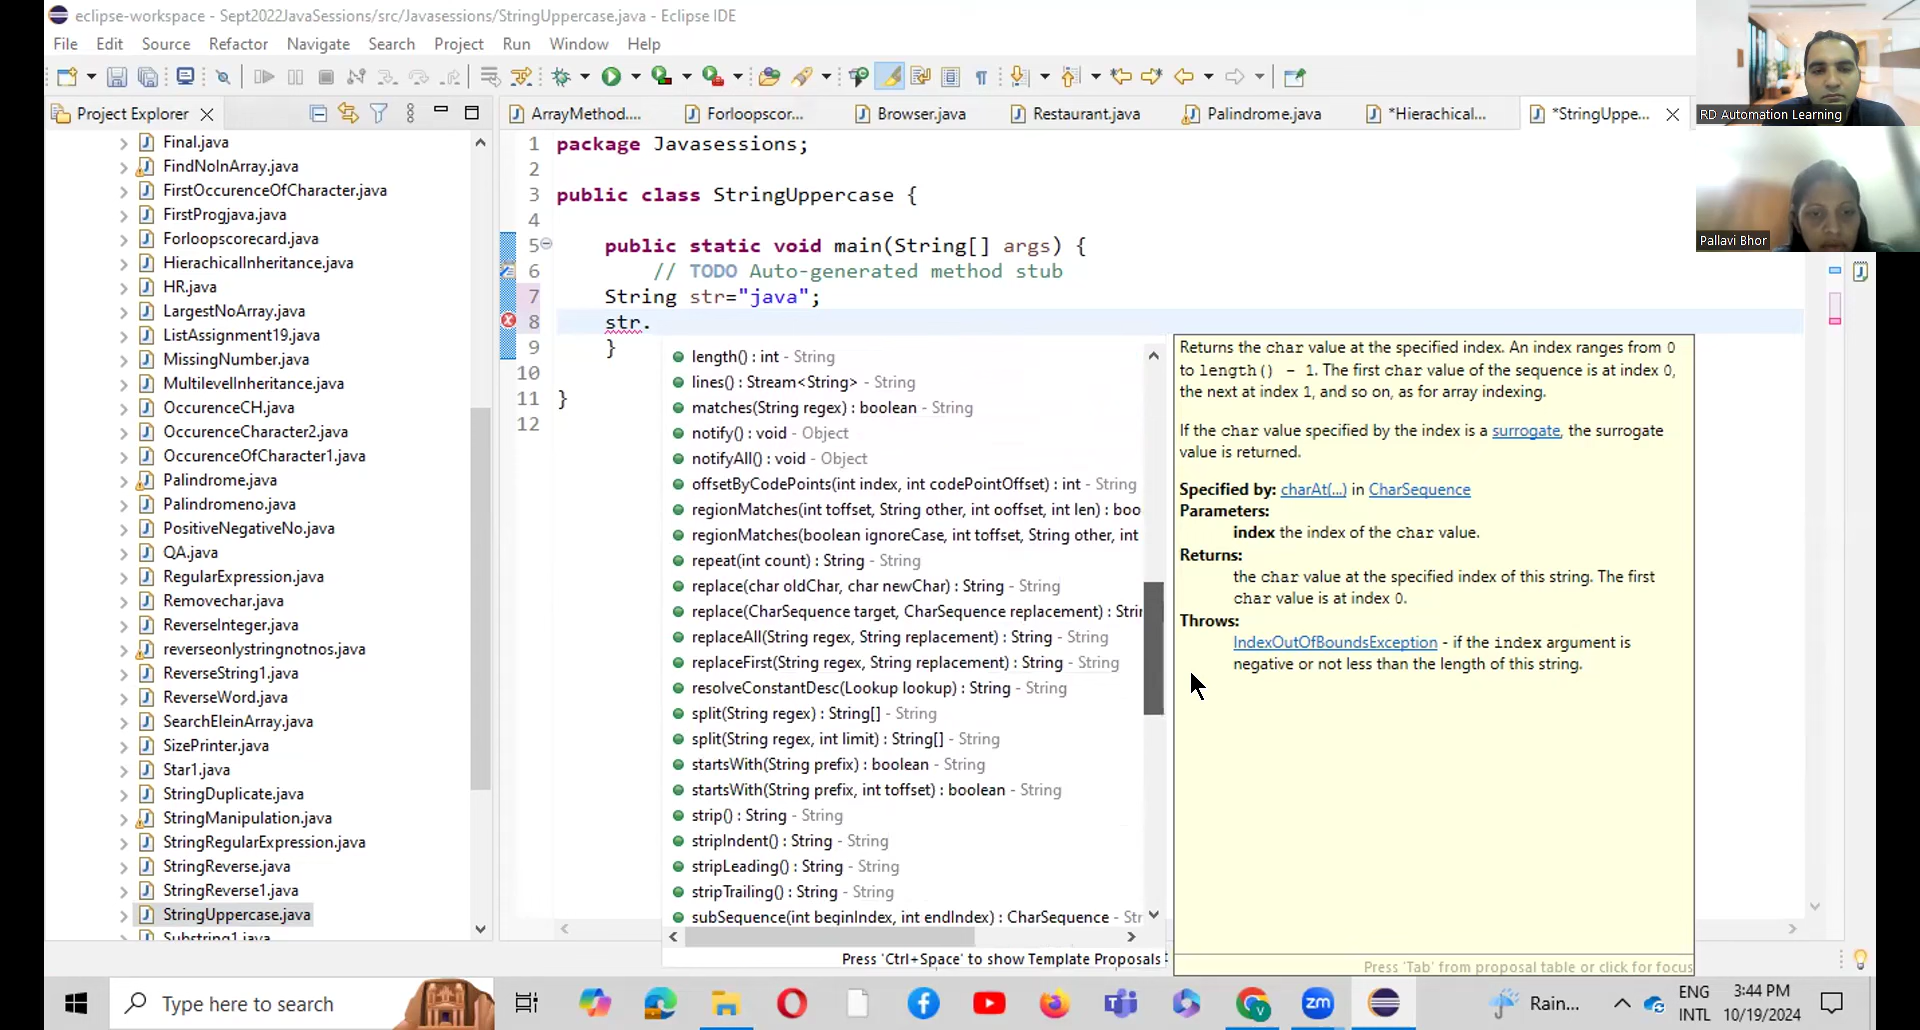 eclipse-workspace - Sept2022JavaSessions/src/Javasessions/StringUppercase.java - Eclipse IDE
File Edit Source Refactor Navigate Search Project Run Window Help
Project Explorer
ArrayMethod.... Forloopscor... Browser.java Restaurant.java Palindrome.java *Hierachical... *StringUppe...
RD Automation Learning
Pallavi Bhor
Final.java
FindNoInArray.java
FirstOccurenceOfCharacter.java
FirstProgjava.java
Forloopscorecard.java
HierachicalInheritance.java
HR.java
LargestNoArray.java
ListAssignment19.java
MissingNumber.java
MultilevelInheritance.java
OccurenceCH.java
OccurenceCharacter2.java
OccurenceOfCharacter1.java
Palindrome.java
Palindromeno.java
PositiveNegativeNo.java
QA.java
RegularExpression.java
Removechar.java
ReverseInteger.java
reverseonlystringnotnos.java
ReverseString1.java
ReverseWord.java
SearchEleinArray.java
SizePrinter.java
Star1.java
StringDuplicate.java
StringManipulation.java
StringRegularExpression.java
StringReverse.java
StringReverse1.java
StringUppercase.java
Substring1.java
1 package Javasessions;
2
3 public class StringUppercase {
4
5 public static void main(String[] args) {
6 // TODO Auto-generated method stub
7 String str="java";
8 str.
9 }
10
11 }
12
length() : int - String
lines() : Stream<String> - String
matches(String regex) : boolean - String
notify() : void - Object
notifyAll() : void - Object
offsetByCodePoints(int index, int codePointOffset) : int - String
regionMatches(int toffset, String other, int ooffset, int len) : boo
regionMatches(boolean ignoreCase, int toffset, String other, int
repeat(int count) : String - String
replace(char oldChar, char newChar) : String - String
replace(CharSequence target, CharSequence replacement) : Strin
replaceAll(String regex, String replacement) : String - String
replaceFirst(String regex, String replacement) : String - String
resolveConstantDesc(Lookup lookup) : String - String
split(String regex) : String[] - String
split(String regex, int limit) : String[] - String
startsWith(String prefix) : boolean - String
startsWith(String prefix, int toffset) : boolean - String
strip() : String - String
stripIndent() : String - String
stripLeading() : String - String
stripTrailing() : String - String
subSequence(int beginIndex, int endIndex) : CharSequence - Str
Press 'Ctrl+Space' to show Template Proposals
Returns the char value at the specified index. An index ranges from 0
to length() - 1. The first char value of the sequence is at index 0,
the next at index 1, and so on, as for array indexing.
If the char value specified by the index is a surrogate, the surrogate
value is returned.
Specified by: charAt(...) in CharSequence
Parameters:
index the index of the char value.
Returns:
the char value at the specified index of this string. The first
char value is at index 0.
Throws:
IndexOutOfBoundsException - if the index argument is
negative or not less than the length of this string.
Press 'Tab' from proposal table or click for focus
Type here to search
Rain...
ENG
INTL
3:44 PM
10/19/2024